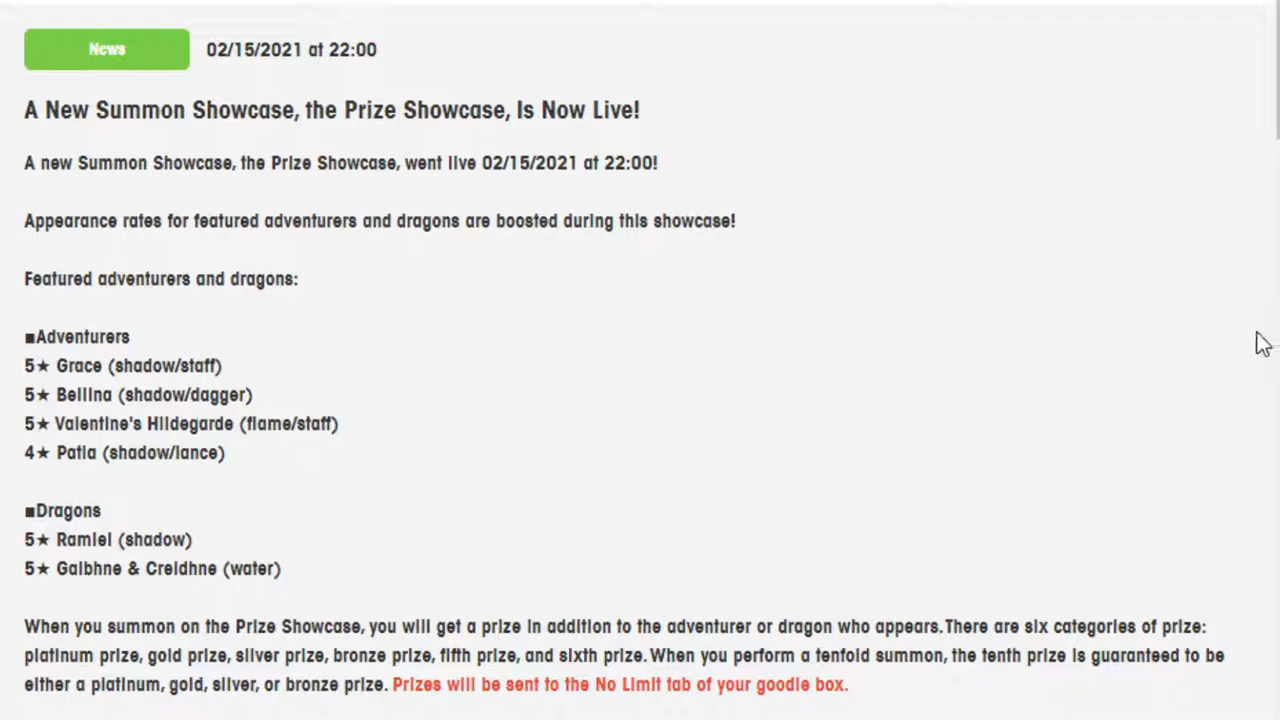 News 02/15/2021 at 22:00
A New Summon Showcase, the Prize Showcase, Is Now Live!
A new Summon Showcase, the Prize Showcase, went live 02/15/2021 at 22:00!
Appearance rates for featured adventurers and dragons are boosted during this showcase!
Featured adventurers and dragons:
■Adventurers
5★ Grace (shadow/staff)
5★ Bellina (shadow/dagger)
5★ Valentine's Hildegarde (flame/staff)
4★ Patia (shadow/lance)
■Dragons
5★ Ramiel (shadow)
5★ Gaibhne & Creidhne (water)
When you summon on the Prize Showcase, you will get a prize in addition to the adventurer or dragon who appears. There are six categories of prize:
platinum prize, gold prize, silver prize, bronze prize, fifth prize, and sixth prize. When you perform a tenfold summon, the tenth prize is guaranteed to be
either a platinum, gold, silver, or bronze prize. Prizes will be sent to the No Limit tab of your goodie box.